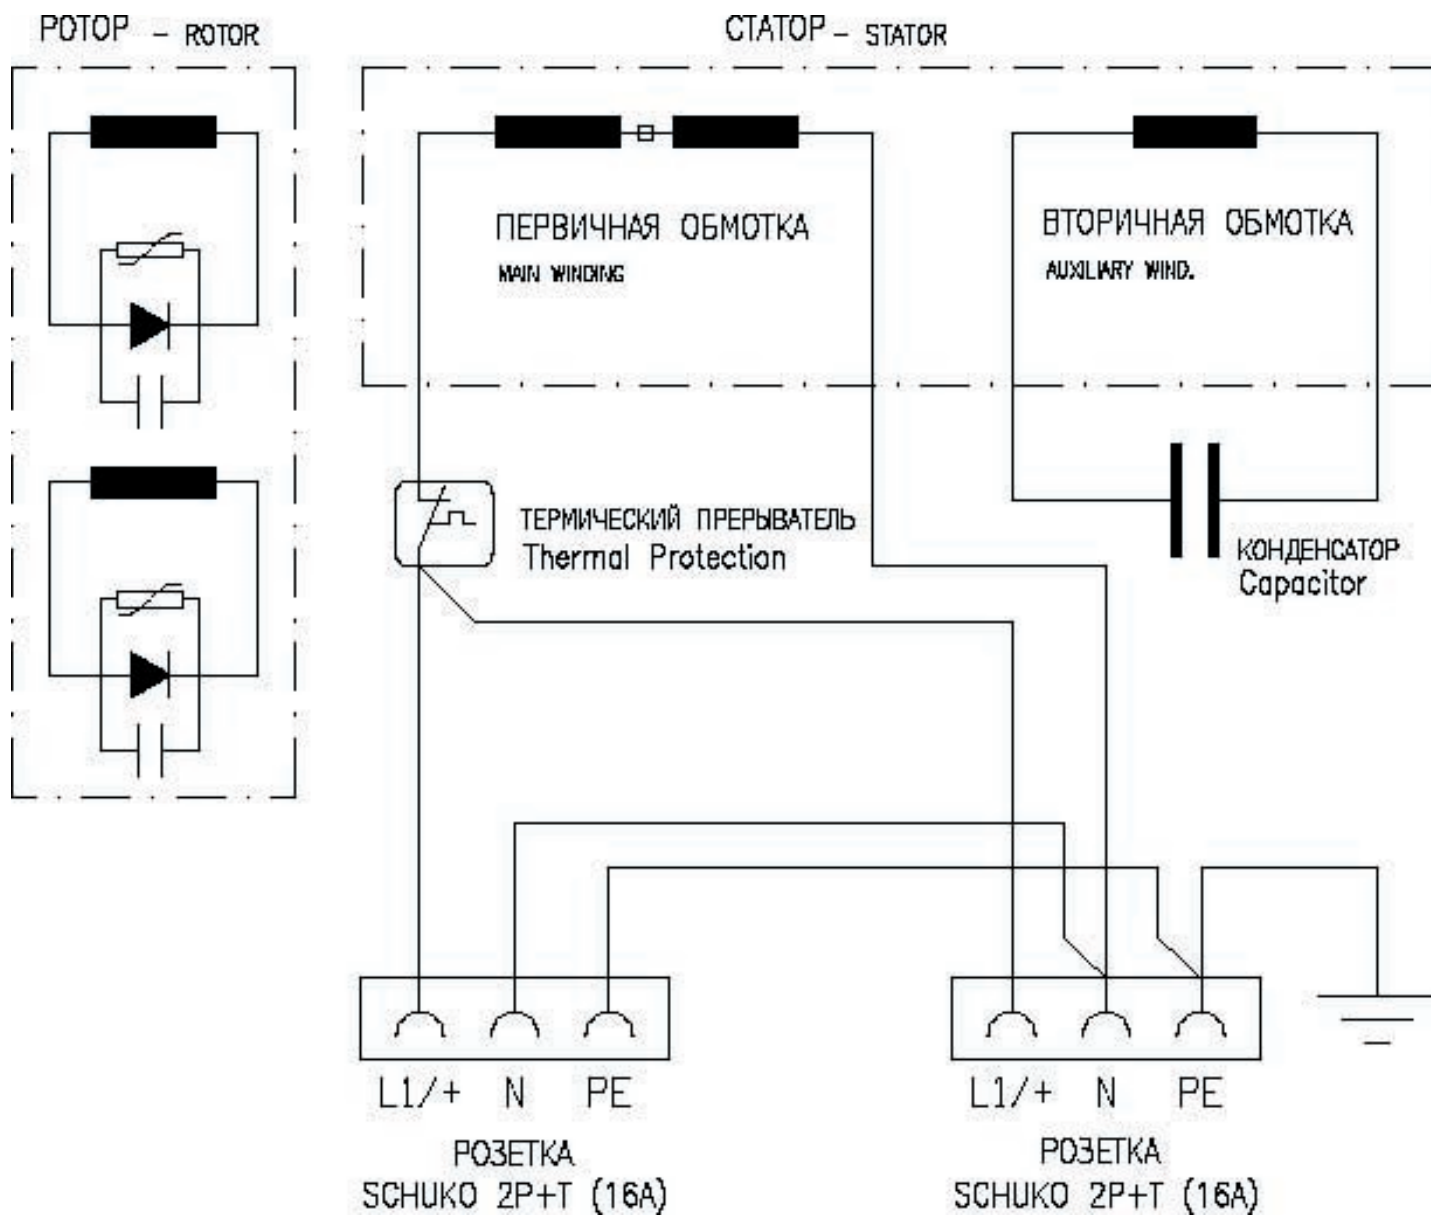 РОТОР - ROTOR
СТАТОР - STATOR
ПЕРВИЧНАЯ ОБМОТКА
MAIN WINDING
ВТОРИЧНАЯ ОБМОТКА
AUXILIARY WIND.
ТЕРМИЧЕСКИЙ ПРЕРЫВАТЕЛЬ
Thermal Protection
КОНДЕНСАТОР
Capacitor
L1/+ N PE
РОЗЕТКА
SCHUKO 2P+T (16A)
L1/+ N PE
РОЗЕТКА
SCHUKO 2P+T (16A)